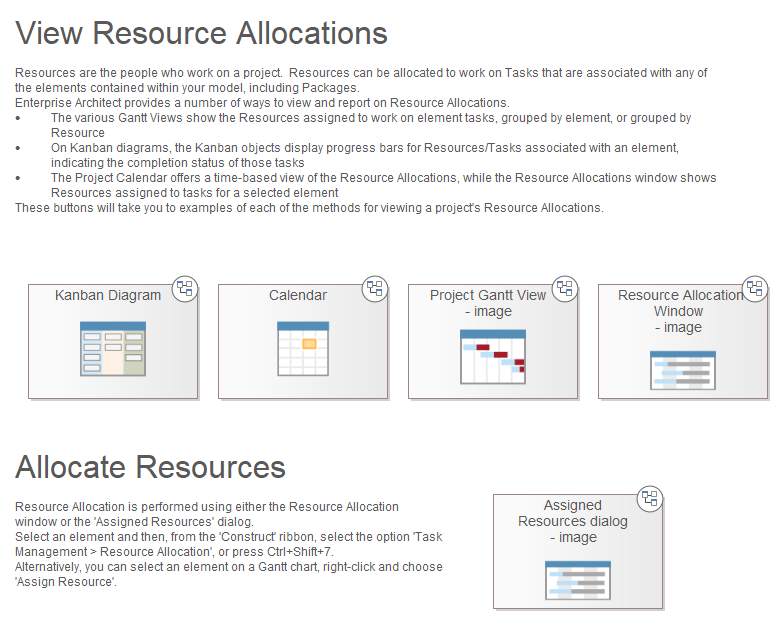 View Resource Allocations
Resources are the people who work on a project.  Resources can be allocated to work on Tasks that are associated with any of
the elements contained within your model, including Packages.
Enterprise Architect provides a number of ways to view and report on Resource Allocations.
• The various Gantt Views show the Resources assigned to work on element tasks, grouped by element, or grouped by
Resource
• On Kanban diagrams, the Kanban objects display progress bars for Resources/Tasks associated with an element,
indicating the completion status of those tasks
• The Project Calendar offers a time-based view of the Resource Allocations, while the Resource Allocations window shows
Resources assigned to tasks for a selected element
These buttons will take you to examples of each of the methods for viewing a project's Resource Allocations.
Kanban Diagram
Calendar
Project Gantt View
- image
Resource Allocation
Window
- image
Allocate Resources
Resource Allocation is performed using either the Resource Allocation
window or the 'Assigned Resources' dialog.
Select an element and then, from the 'Construct' ribbon, select the option 'Task
Management > Resource Allocation', or press Ctrl+Shift+7.
Alternatively, you can select an element on a Gantt chart, right-click and choose
'Assign Resource'.
Assigned
Resources dialog
- image